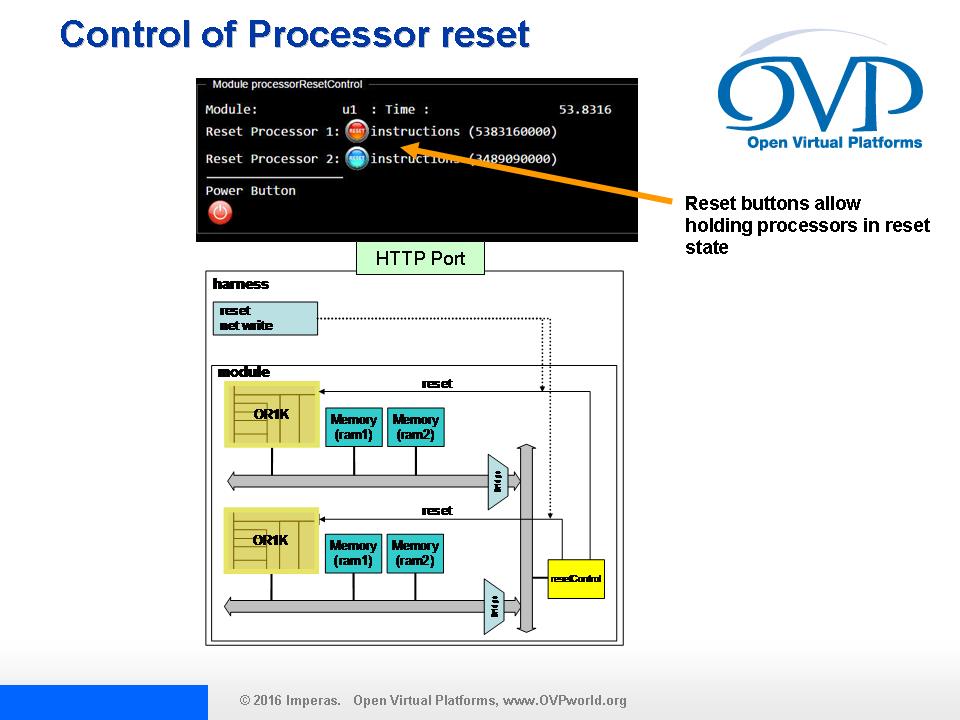 Control of Processor reset
OVP
Open Virtual Platforms
Module processorResetControl
Module: u1 : Time : 53.8316
Reset Processor 1: RESET instructions (5383160000)
Reset Processor 2: RESET instructions (3489090000)
Power Button
Reset buttons allow
holding processors in reset
state
HTTP Port
harness
reset
net write
module
reset
OR1K
Memory
(ram1)
Memory
(ram2)
Bridge
reset
OR1K
Memory
(ram1)
Memory
(ram2)
resetControl
Bridge
© 2016 Imperas. Open Virtual Platforms, www.OVPworld.org